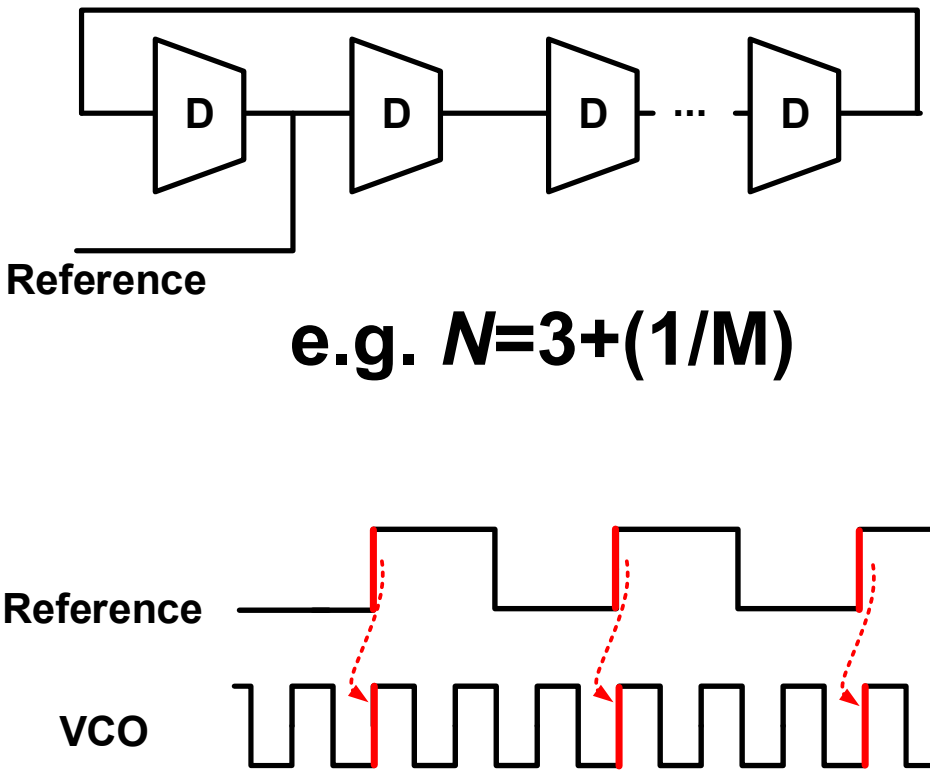 D D D ... D
Reference
e.g. N=3+(1/M)
Reference
VCO